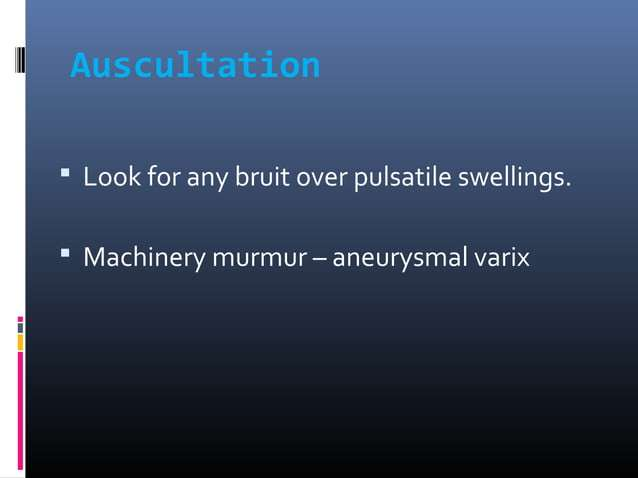 Auscultation
▪ Look for any bruit over pulsatile swellings.
▪ Machinery murmur – aneurysmal varix